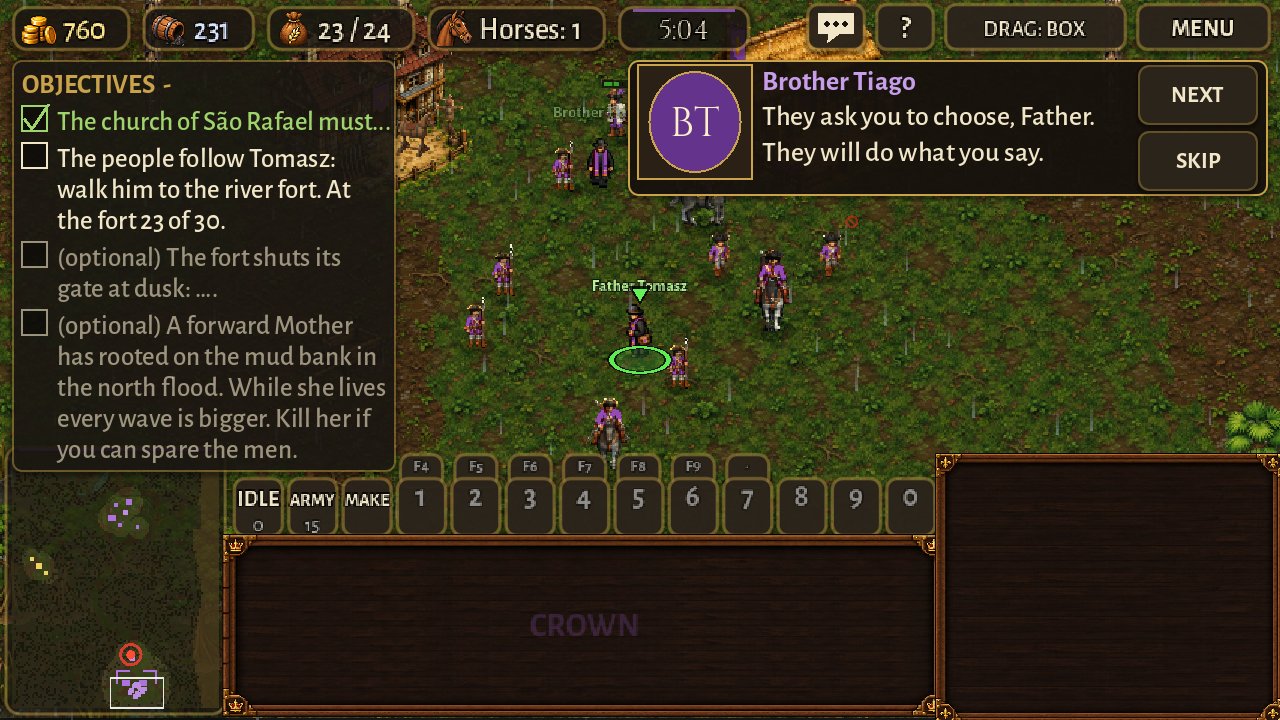 760
231
23 / 24
Horses: 1
5:04
?
DRAG: BOX
MENU
OBJECTIVES -
The church of São Rafael must...
The people follow Tomasz:
walk him to the river fort. At
the fort 23 of 30.
(optional) The fort shuts its
gate at dusk: ....
(optional) A forward Mother
has rooted on the mud bank in
the north flood. While she lives
every wave is bigger. Kill her if
you can spare the men.
BT
Brother Tiago
They ask you to choose, Father.
They will do what you say.
NEXT
SKIP
Brother
Father Tomasz
F4 F5 F6 F7 F8 F9
IDLE ARMY MAKE 1 2 3 4 5 6 7 8 9 0
0 15
CROWN